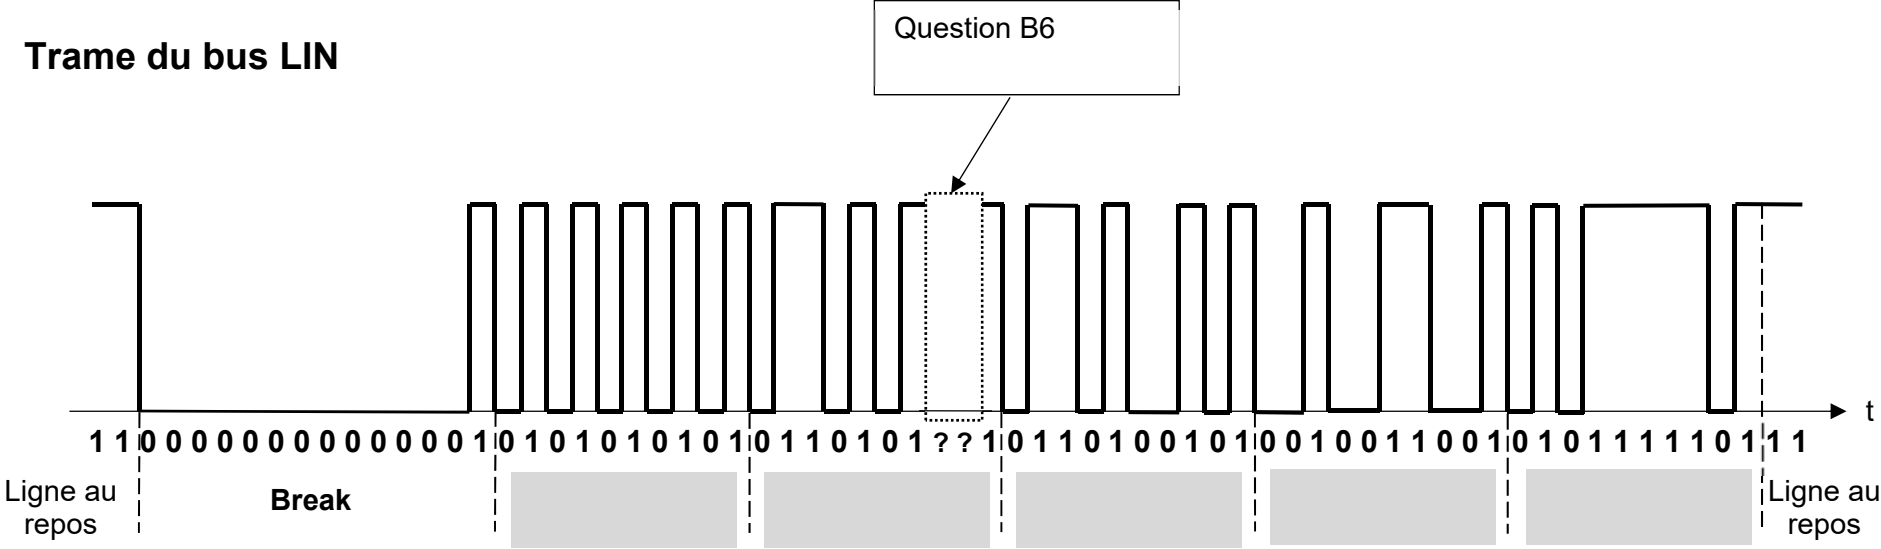 Question B6
Trame du bus LIN
1 1 0 0 0 0 0 0 0 0 0 0 0 0 0 1 0 1 0 1 0 1 0 1 0 1 0 1 1 0 1 0 1 ? ? 1 0 1 1 0 1 0 0 1 0 1 0 0 1 0 0 1 1 0 0 1 0 1 0 1 1 1 1 1 0 1 1 1
t
Ligne au
repos
Break
Ligne au
repos